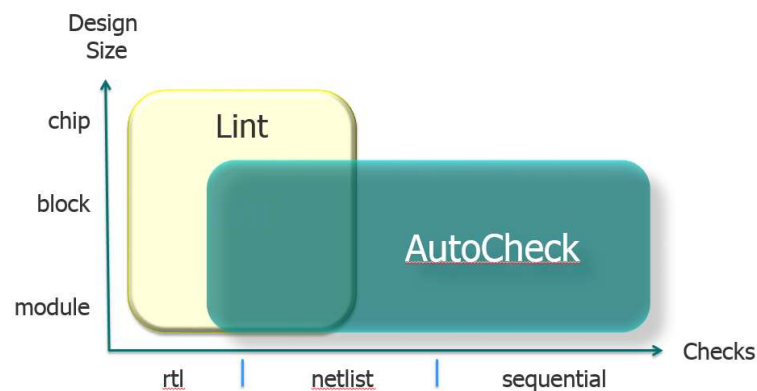 Design
Size
chip
Lint
block
AutoCheck
module
Checks
rtl
netlist
sequential